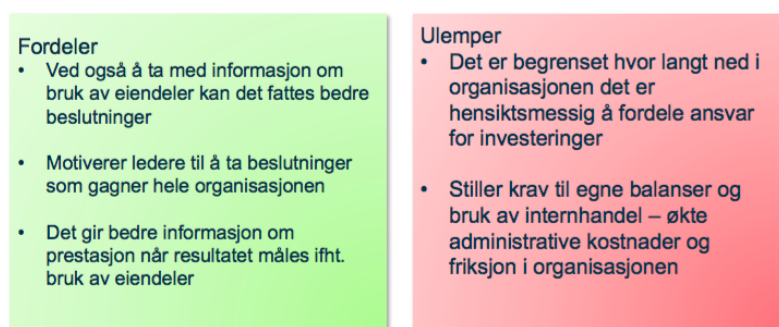 Fordeler
• Ved også å ta med informasjon om
bruk av eiendeler kan det fattes bedre
beslutninger
• Motiverer ledere til å ta beslutninger
som gagner hele organisasjonen
• Det gir bedre informasjon om
prestasjon når resultatet måles ifht.
bruk av eiendeler
Ulemper
• Det er begrenset hvor langt ned i
organisasjonen det er
hensiktsmessig å fordele ansvar
for investeringer
• Stiller krav til egne balanser og
bruk av internhandel – økte
administrative kostnader og
friksjon i organisasjonen